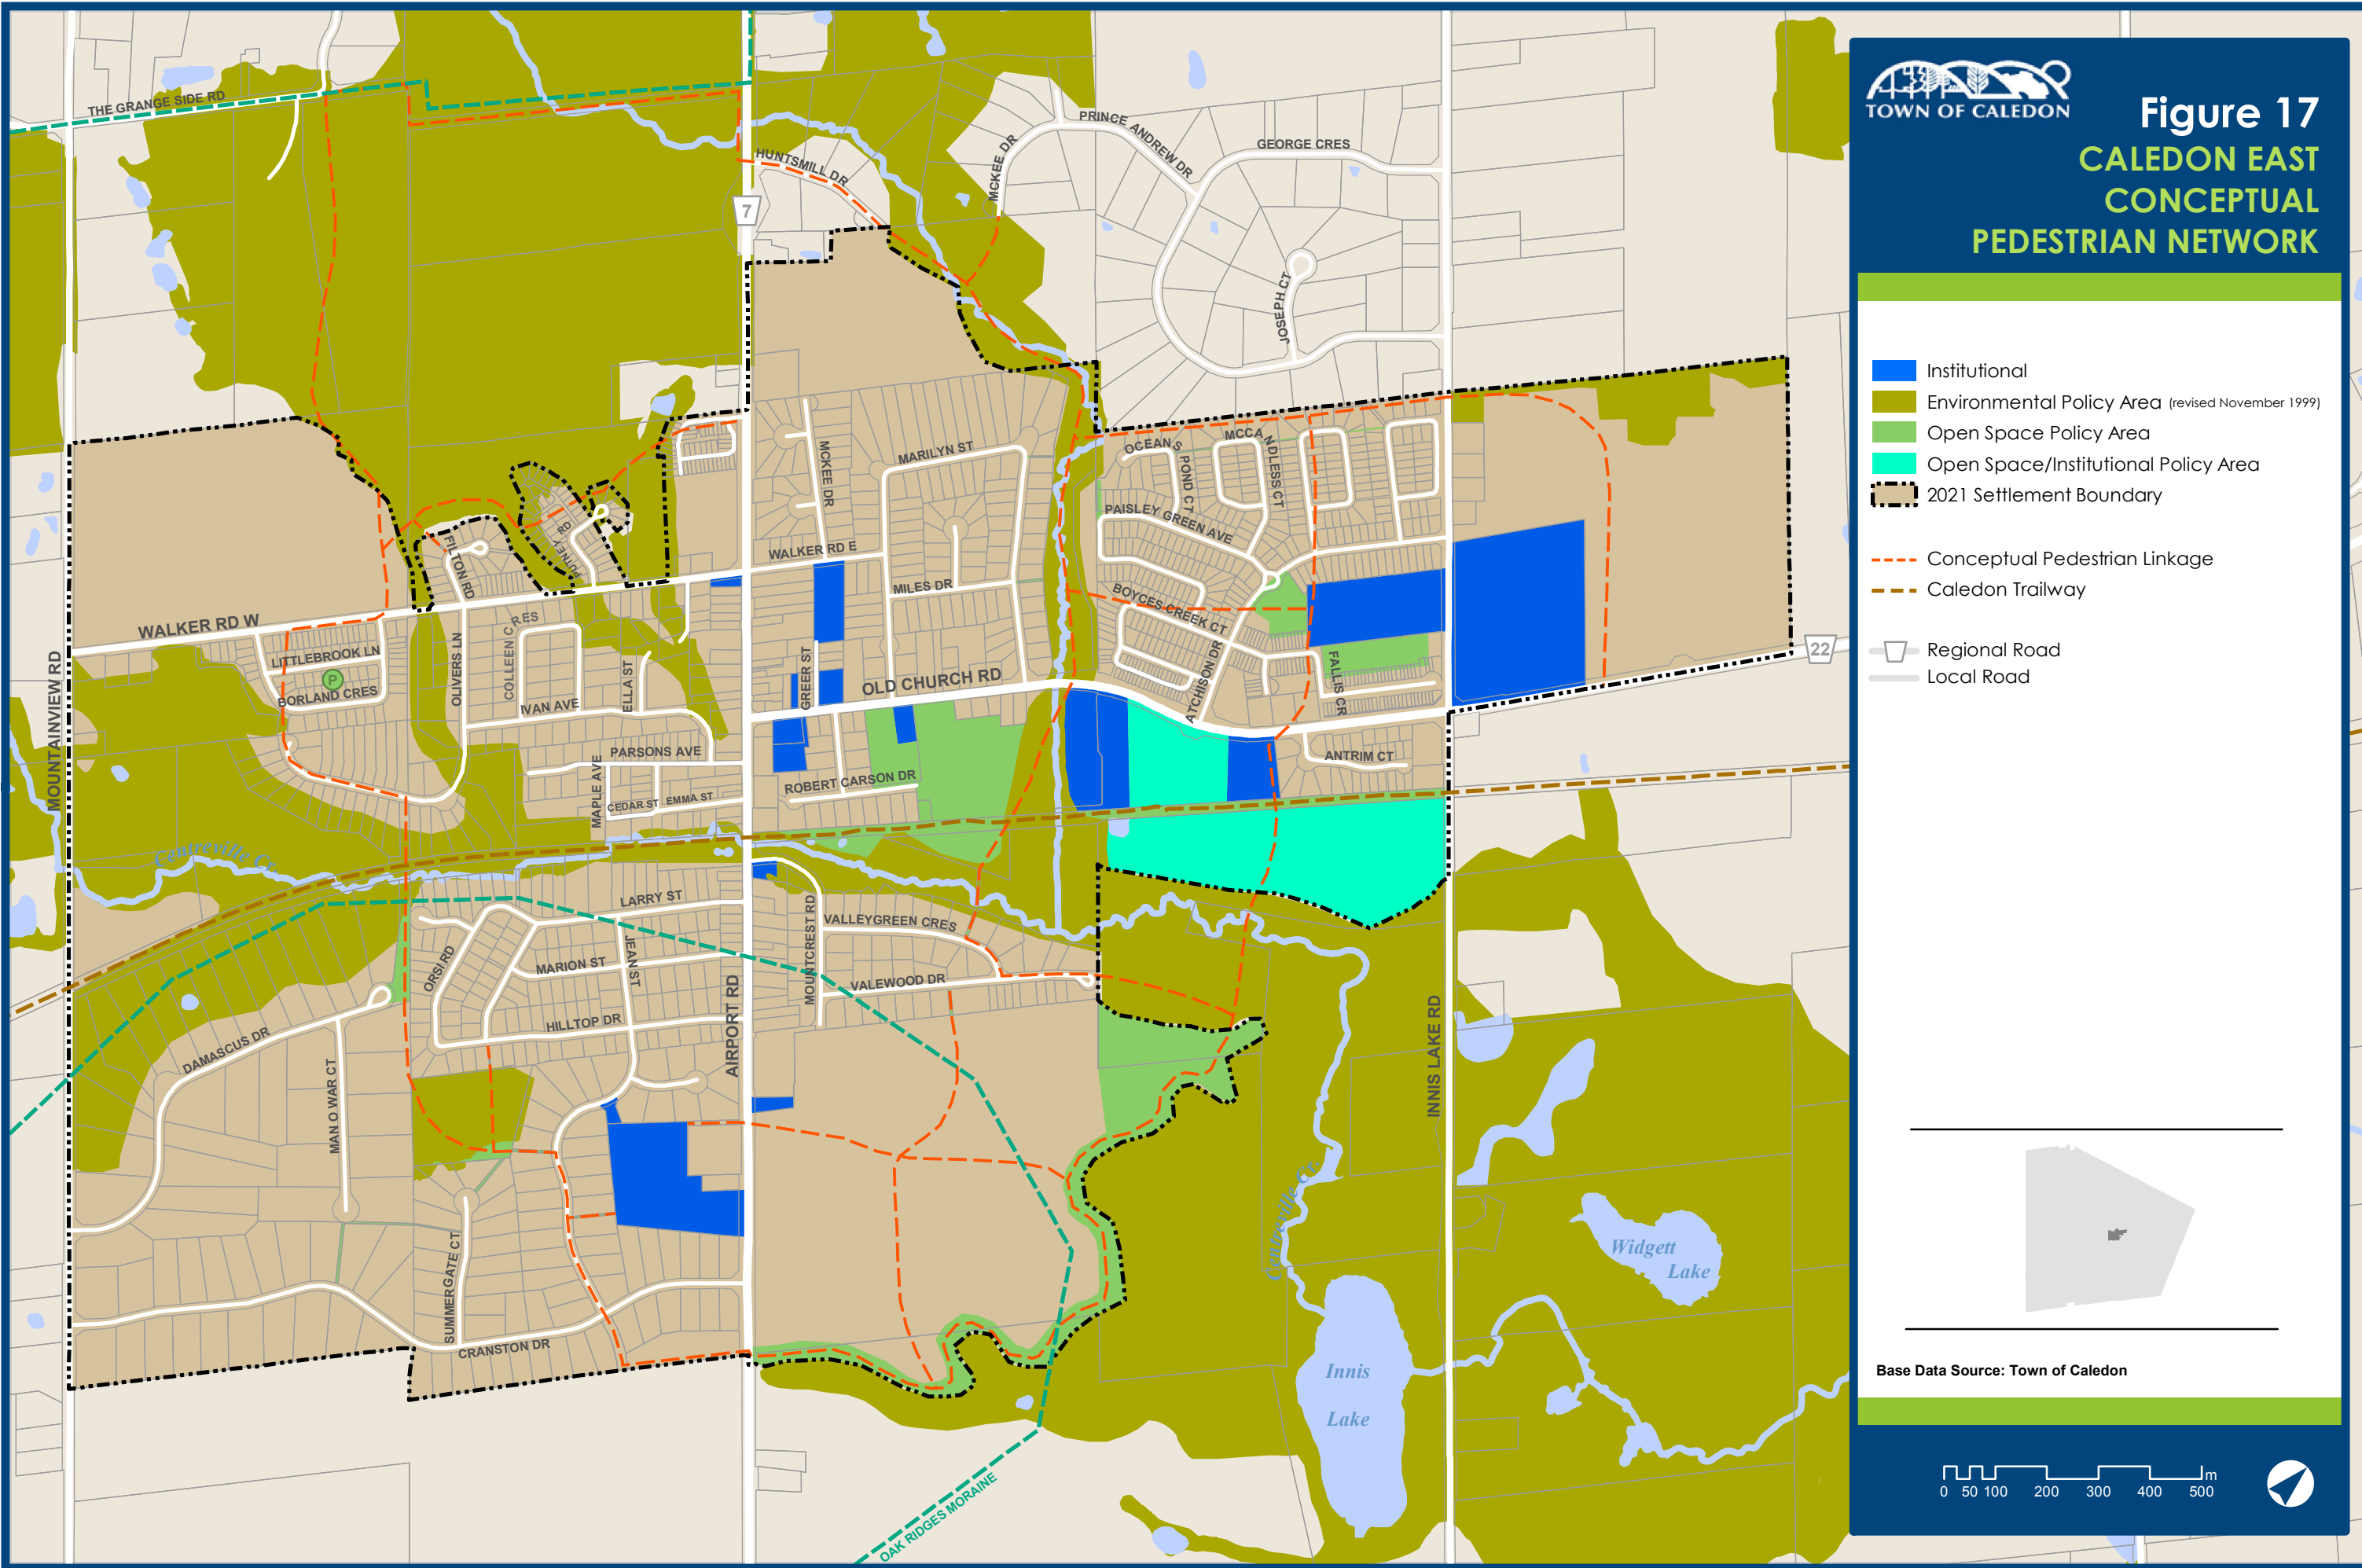 THE GRANGE SIDE RD
HUNTSMILL DR
7
MCKEE DR
PRINCE ANDREW DR
GEORGE CRES
JOSEPH CT
MCKEE DR
MARILYN ST
OCEAN S
POND CT
MCCA
NDLESS CT
PAISLEY GREEN AVE
WALKER RD E
MILES DR
BOYCES CREEK CT
FILTON RD
PUTNEY RD
WALKER RD W
LITTLEBROOK LN
P
BORLAND CRES
OLIVERS LN
COLLEEN C
RES
IVAN AVE
ELLA ST
GREER ST
OLD CHURCH RD
ATCHISON DR
FALLIS CR
22
MOUNTAINVIEW RD
PARSONS AVE
MAPLE AVE
CEDAR ST
EMMA ST
ROBERT CARSON DR
ANTRIM CT
Centreville Cr.
LARRY ST
VALLEYGREEN CRES
MOUNTCREST RD
ORSI RD
MARION ST
JEAN ST
VALEWOOD DR
HILLTOP DR
AIRPORT RD
DAMASCUS DR
MAN O WAR CT
INNIS LAKE RD
Centreville Cr.
SUMMERGATE CT
CRANSTON DR
Widgett
Lake
Innis
Lake
OAK RIDGES MORAINE
TOWN OF CALEDON
Figure 17
CALEDON EAST
CONCEPTUAL
PEDESTRIAN NETWORK
Institutional
Environmental Policy Area (revised November 1999)
Open Space Policy Area
Open Space/Institutional Policy Area
2021 Settlement Boundary
Conceptual Pedestrian Linkage
Caledon Trailway
Regional Road
Local Road
Base Data Source: Town of Caledon
m
0 50 100 200 300 400 500